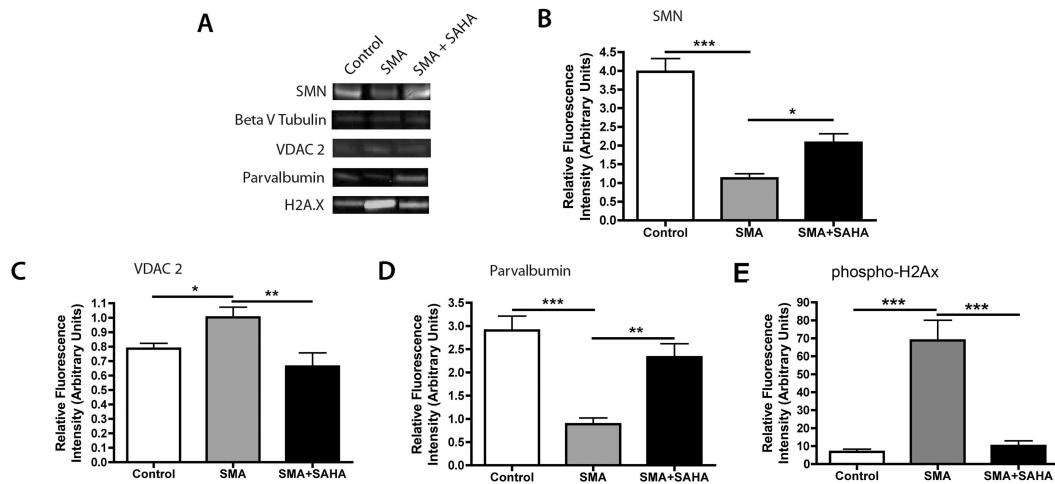 A
Control
SMA
SMA + SAHA
SMN
Beta V Tubulin
VDAC 2
Parvalbumin
H2A.X
B
SMN
Relative Fluorescence
Intensity (Arbitrary Units)
4.5
4.0
3.5
3.0
2.5
2.0
1.5
1.0
0.5
0.0
***
*
Control
SMA
SMA+SAHA
C
VDAC 2
Relative Fluorescence
Intensity (Arbitrary Units)
1.1
1.0
0.9
0.8
0.7
0.6
0.5
0.4
0.3
0.2
0.1
0.0
*
**
Control
SMA
SMA+SAHA
D
Parvalbumin
Relative Fluorescence
Intensity (Arbitrary Units)
3.5
3.0
2.5
2.0
1.5
1.0
0.5
0.0
***
**
Control
SMA
SMA+SAHA
E
phospho-H2Ax
Relative Fluorescence
Intensity (Arbitrary Units)
90
80
70
60
50
40
30
20
10
0
***
***
Control
SMA
SMA+SAHA